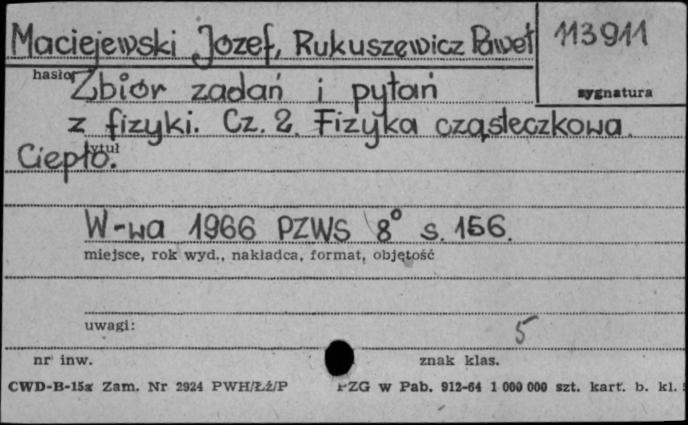 Maciejewski Jozef, Rukuszewicz Paweł
113911
hasło
sygnatura
Zbiór zadań i pytań
z fizyki. Cz. 2. Fizyka cząsteczkowa.
Ciepło.
tytuł
W-wa 1966 PZWS 8° s. 156.
miejsce, rok wyd., nakładca, format, objętość
uwagi:
5
nr inw.
znak klas.
CWD-B-15a Zam. Nr 2924 PWH/Łź/P PZG w Pab. 912-64 1 000 000 szt. kart. b. kl.